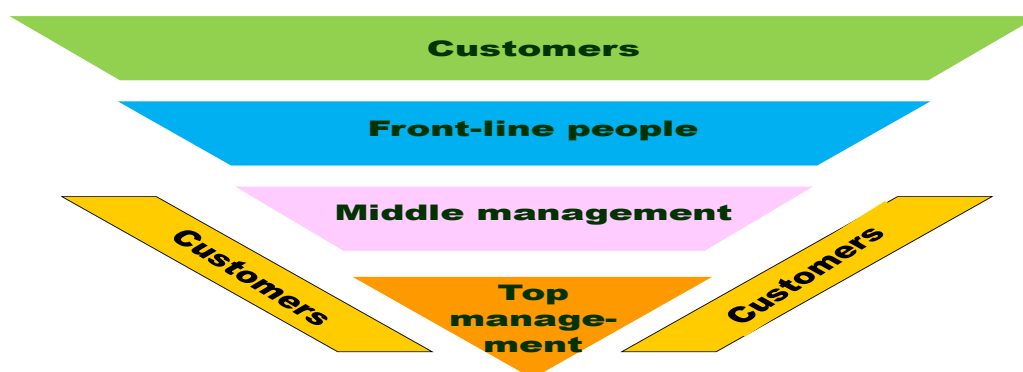 Customers
Front-line people
Middle management
Customers
Customers
Top
manage-
ment